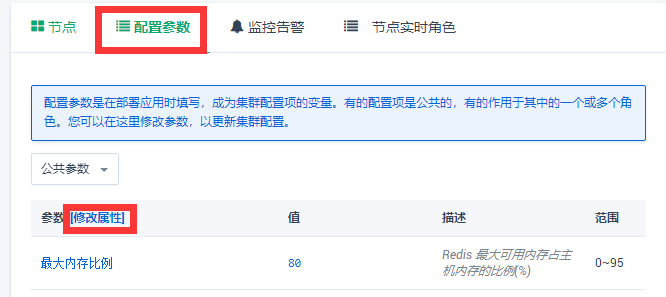 节点 配置参数 监控告警 节点实时角色
配置参数是在部署应用时填写，成为集群配置项的变量。有的配置项是公共的，有的作用于其中的一个或多个角
色。您可以在这里修改参数，以更新集群配置。
公共参数
参数 [修改属性] 值 描述 范围
最大内存比例 80 Redis 最大可用内存占主 0~95
机内存的比例(%)